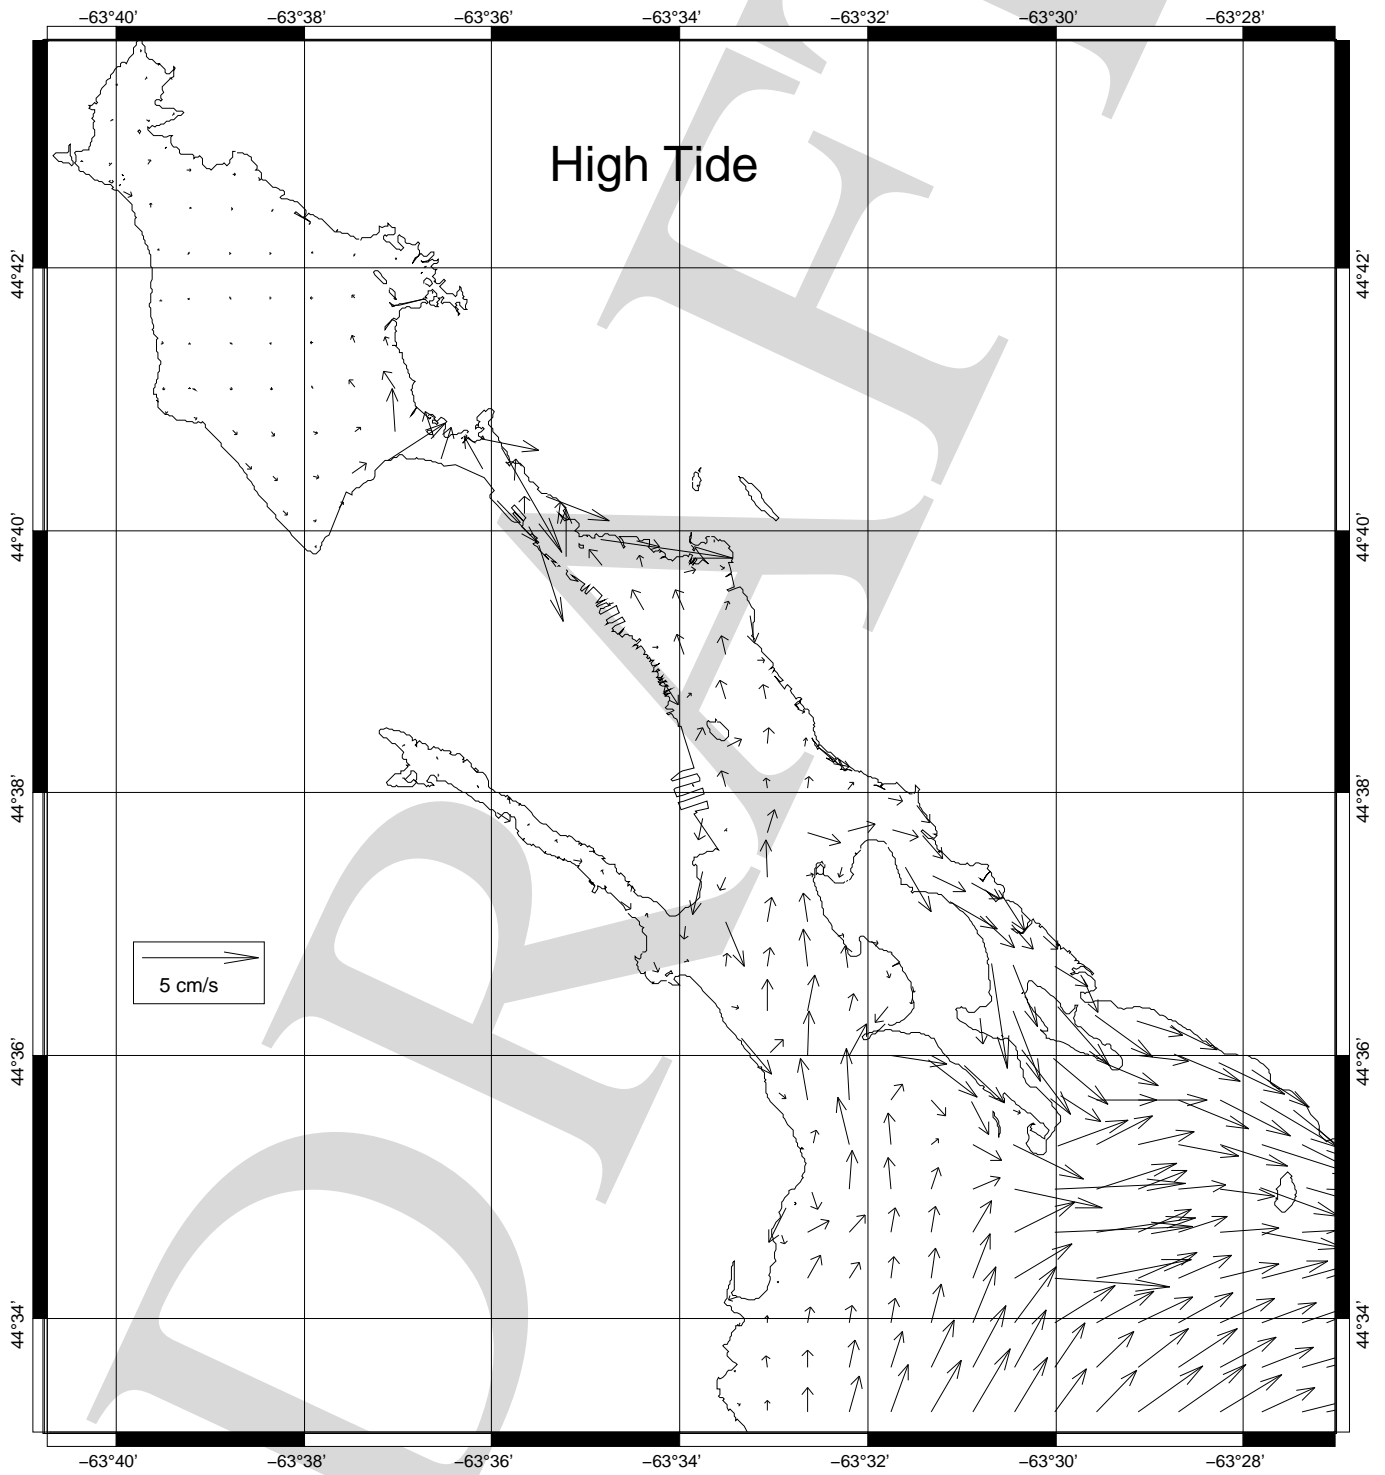 −63°40’ −63°38’ −63°36’ −63°34’ −63°32’ −63°30’ −63°28’
High Tide
44°42’ 44°42’
44°40’ 44°40’
44°38’ 44°38’
5 cm/s
44°36’ 44°36’
44°34’ 44°34’
−63°40’ −63°38’ −63°36’ −63°34’ −63°32’ −63°30’ −63°28’
DRAFT